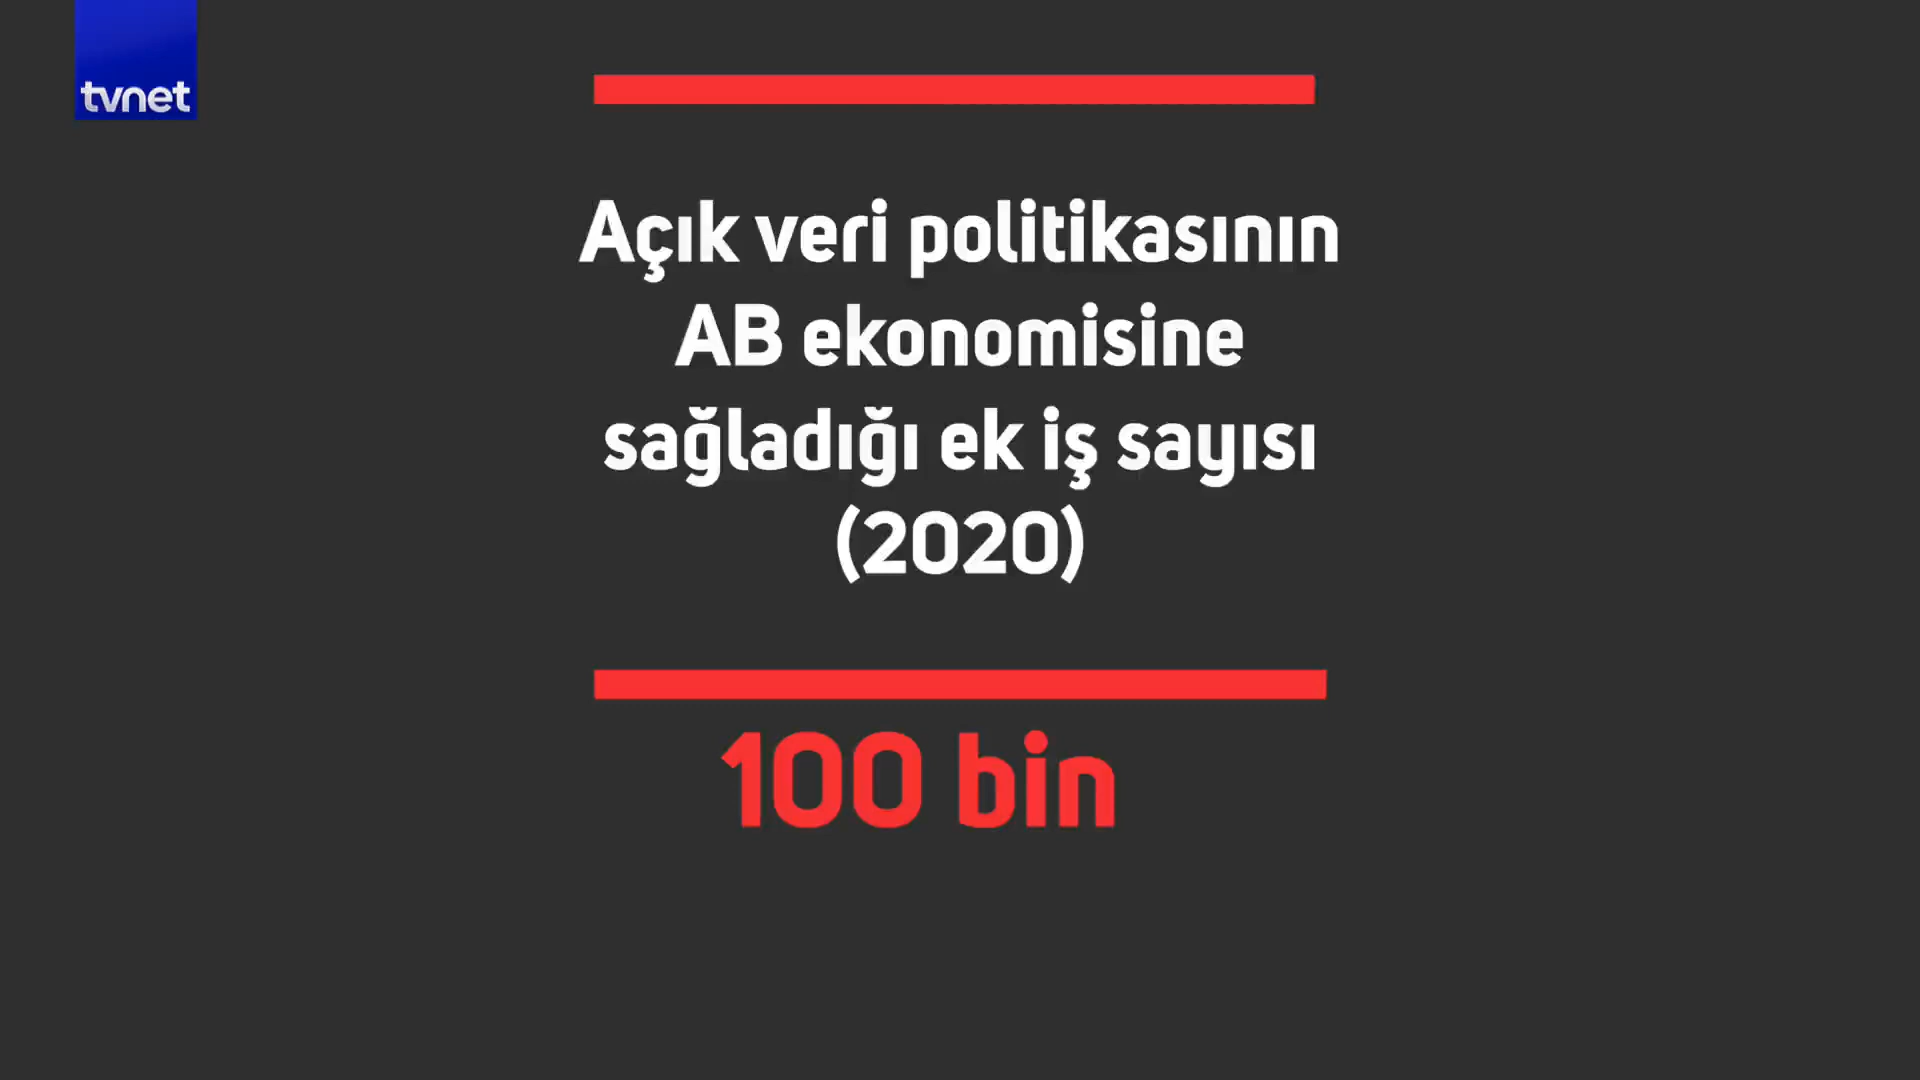 tvnet
Açık veri politikasının
AB ekonomisine
sağladığı ek iş sayısı
(2020)
100 bin